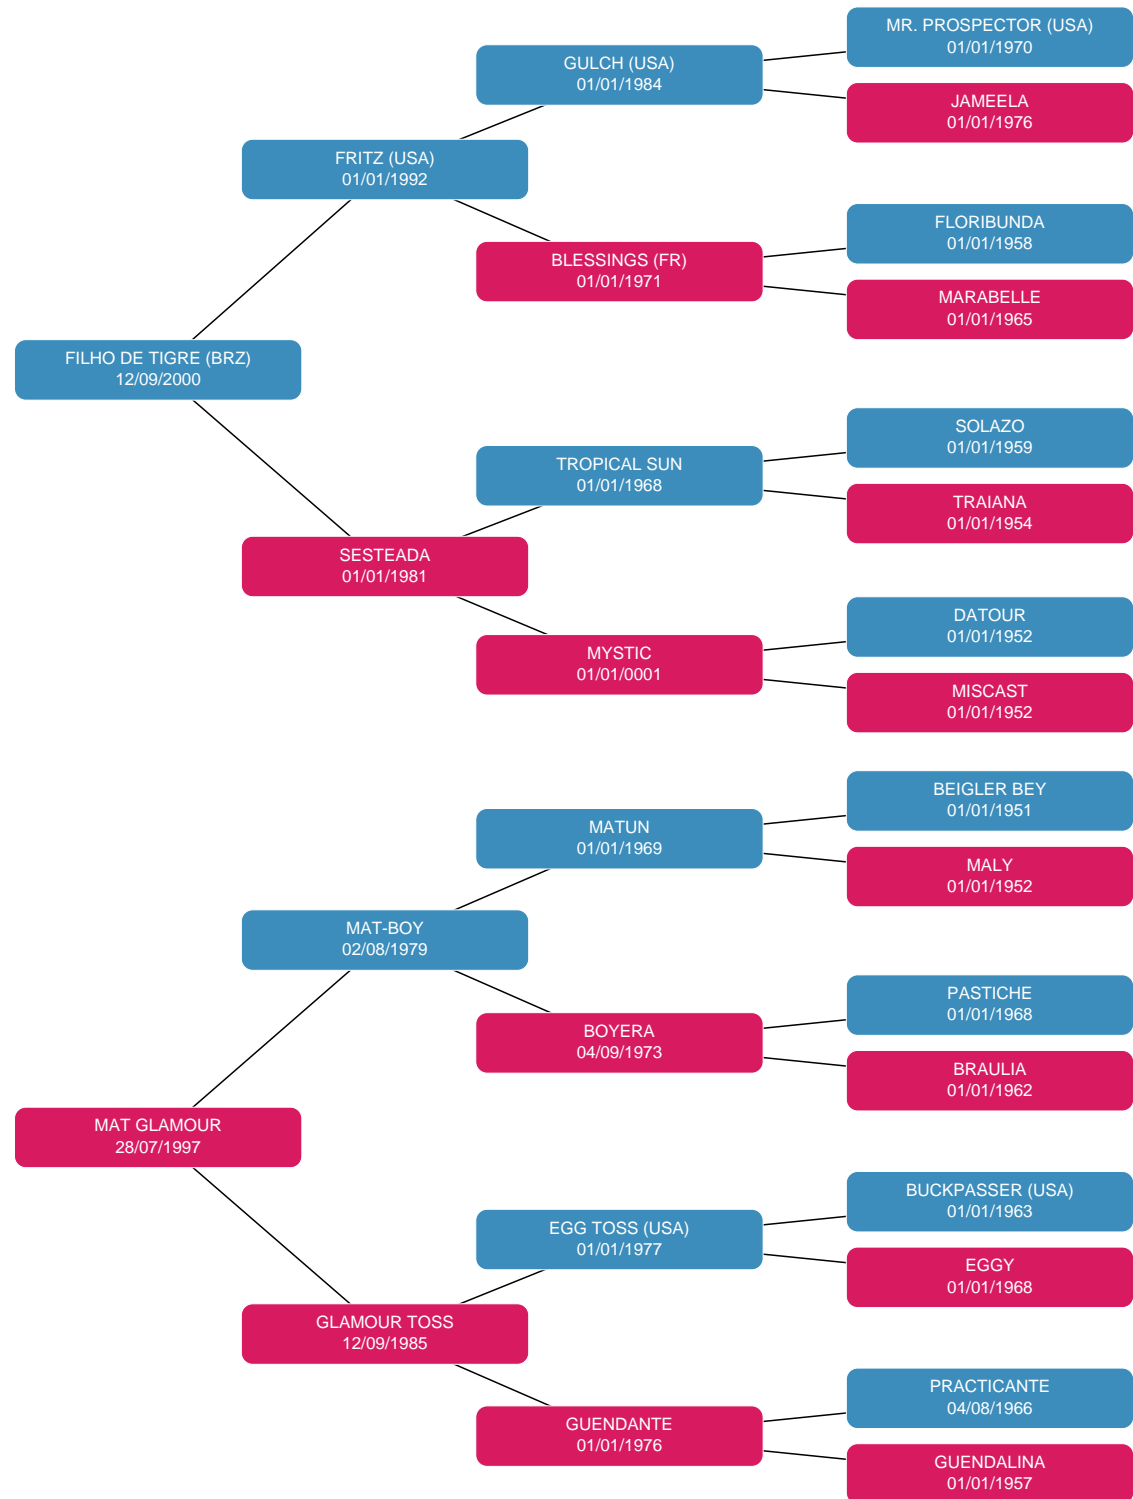 MR. PROSPECTOR (USA)
01/01/1970
GULCH (USA)
01/01/1984
JAMEELA
01/01/1976
FRITZ (USA)
01/01/1992
FLORIBUNDA
01/01/1958
BLESSINGS (FR)
01/01/1971
MARABELLE
01/01/1965
FILHO DE TIGRE (BRZ)
12/09/2000
SOLAZO
01/01/1959
TROPICAL SUN
01/01/1968
TRAIANA
01/01/1954
SESTEADA
01/01/1981
DATOUR
01/01/1952
MYSTIC
01/01/0001
MISCAST
01/01/1952
BEIGLER BEY
01/01/1951
MATUN
01/01/1969
MALY
01/01/1952
MAT-BOY
02/08/1979
PASTICHE
01/01/1968
BOYERA
04/09/1973
BRAULIA
01/01/1962
MAT GLAMOUR
28/07/1997
BUCKPASSER (USA)
01/01/1963
EGG TOSS (USA)
01/01/1977
EGGY
01/01/1968
GLAMOUR TOSS
12/09/1985
PRACTICANTE
04/08/1966
GUENDANTE
01/01/1976
GUENDALINA
01/01/1957